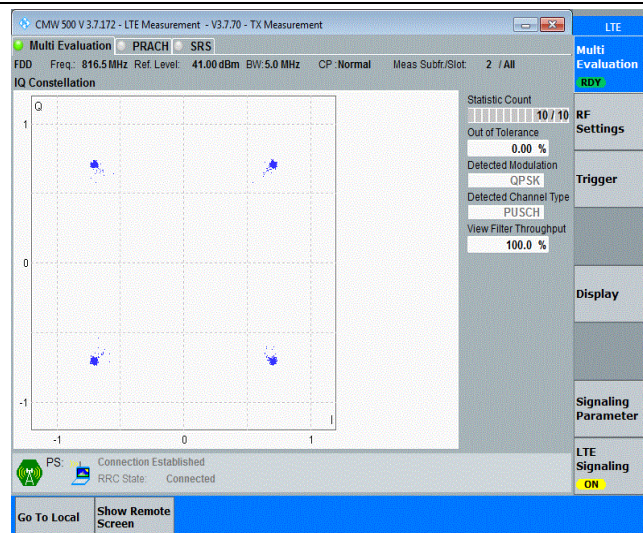 CMW 500 V 3.7.172 - LTE Measurement - V3.7.70 - TX Measurement
LTE
Multi Evaluation PRACH SRS
FDD Freq.: 816.5 MHz Ref. Level: 41.00 dBm BW: 5.0 MHz CP : Normal Meas Subfr./Slot: 2 / All
IQ Constellation
Q
1
0
-1
-1 0 1
I
Statistic Count
10 / 10
Out of Tolerance
0.00 %
Detected Modulation
QPSK
Detected Channel Type
PUSCH
View Filter Throughput
100.0 %
PS: Connection Established
RRC State: Connected
Multi
Evaluation
RDY
RF
Settings
Trigger
Display
Signaling
Parameter
LTE
Signaling
ON
Go To Local
Show Remote
Screen